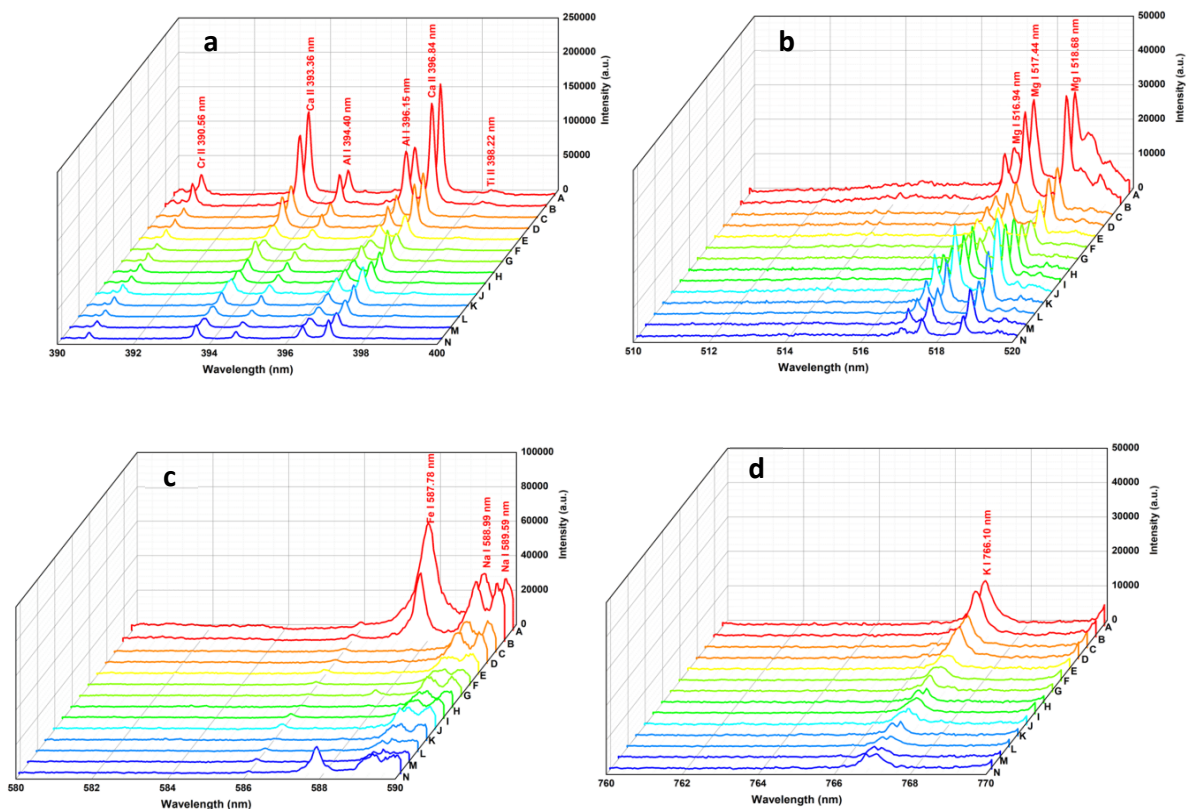 a
Cr II 390.56 nm
Ca II 393.36 nm
Al I 394.40 nm
Al I 396.15 nm
Ca II 396.84 nm
Ti II 398.22 nm
250000
200000
150000
100000
50000
0
Intensity (a.u.)
A
B
C
D
E
F
G
H
I
J
K
L
M
N
390
392
394
396
398
400
Wavelength (nm)
b
Mg I 516.94 nm
Mg I 517.44 nm
Mg I 518.68 nm
50000
40000
30000
20000
10000
0
Intensity (a.u.)
A
B
C
D
E
F
G
H
I
J
K
L
M
N
510
512
514
516
518
520
Wavelength (nm)
c
Fe I 587.78 nm
Na I 588.99 nm
Na I 589.59 nm
100000
80000
60000
40000
20000
0
Intensity (a.u.)
A
B
C
D
E
F
G
H
I
J
K
L
M
N
580
582
584
586
588
590
Wavelength (nm)
d
K I 766.10 nm
50000
40000
30000
20000
10000
0
Intensity (a.u.)
A
B
C
D
E
F
G
H
I
J
K
L
M
N
760
762
764
766
768
770
Wavelength (nm)